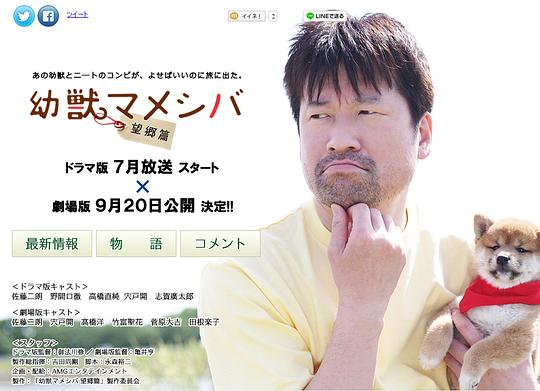 ツイート
イイネ！ 2
LINEで送る
あの幼獣とニートのコンビが、よせばいいのに旅に出た。
幼獣マメシバ
望郷篇
ドラマ版 7月放送 スタート
×
劇場版 9月20日公開 決定!!
最新情報 物 語 コメント
＜ドラマ版キャスト＞
佐藤二朗 野間口徹 高橋直純 宍戸開 志賀廣太郎
＜劇場版キャスト＞
佐藤二朗 宍戸開 高橋洋 竹富聖花 菅原大吉 田根楽子
＜スタッフ＞
ドラマ版監督：御法川修 ／ 劇場版監督：亀井亨
製作総指揮：吉田尚剛 脚本：永森裕二
企画・配給：AMGエンタテインメント
製作：「幼獣マメシバ 望郷篇」製作委員会